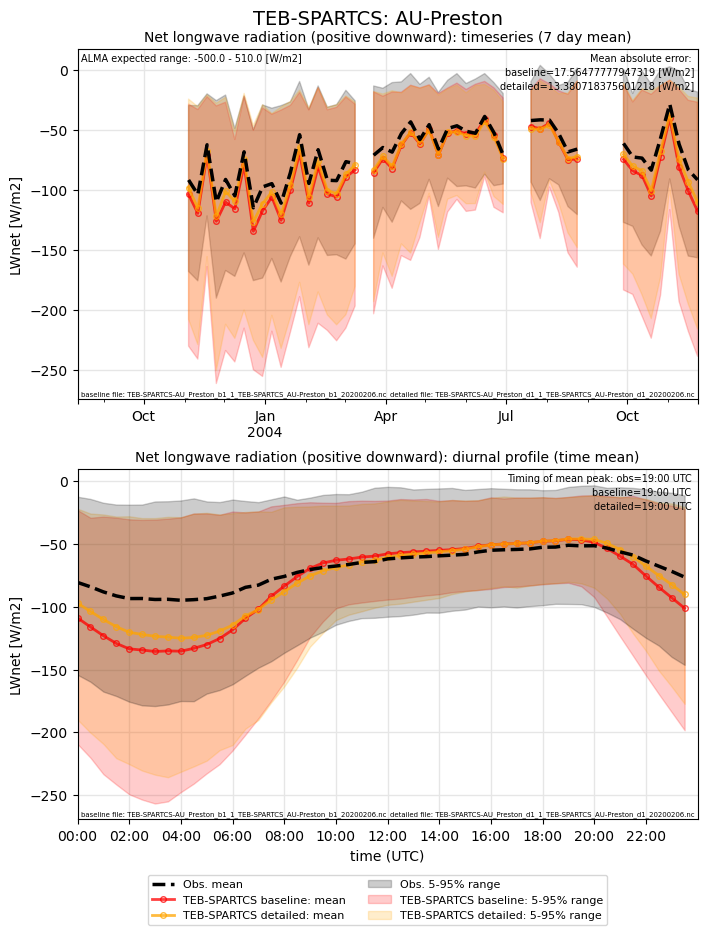 TEB-SPARTCS: AU-Preston
Net longwave radiation (positive downward): timeseries (7 day mean)
ALMA expected range: -500.0 - 510.0 [W/m2]
Mean absolute error:
baseline=17.56477777947319 [W/m2]
detailed=13.380718375601218 [W/m2]
0
−50
−100
−150
−200
−250
LWnet [W/m2]
baseline file: TEB-SPARTCS-AU_Preston_b1_1_TEB-SPARTCS_AU-Preston_b1_20200206.nc detailed file: TEB-SPARTCS-AU_Preston_d1_1_TEB-SPARTCS_AU-Preston_d1_20200206.nc
Oct Jan Apr Jul Oct
2004
Net longwave radiation (positive downward): diurnal profile (time mean)
Timing of mean peak: obs=19:00 UTC
baseline=19:00 UTC
detailed=19:00 UTC
0
−50
−100
−150
−200
−250
LWnet [W/m2]
baseline file: TEB-SPARTCS-AU_Preston_b1_1_TEB-SPARTCS_AU-Preston_b1_20200206.nc detailed file: TEB-SPARTCS-AU_Preston_d1_1_TEB-SPARTCS_AU-Preston_d1_20200206.nc
00:00 02:00 04:00 06:00 08:00 10:00 12:00 14:00 16:00 18:00 20:00 22:00
time (UTC)
Obs. mean
TEB-SPARTCS baseline: mean
TEB-SPARTCS detailed: mean
Obs. 5-95% range
TEB-SPARTCS baseline: 5-95% range
TEB-SPARTCS detailed: 5-95% range